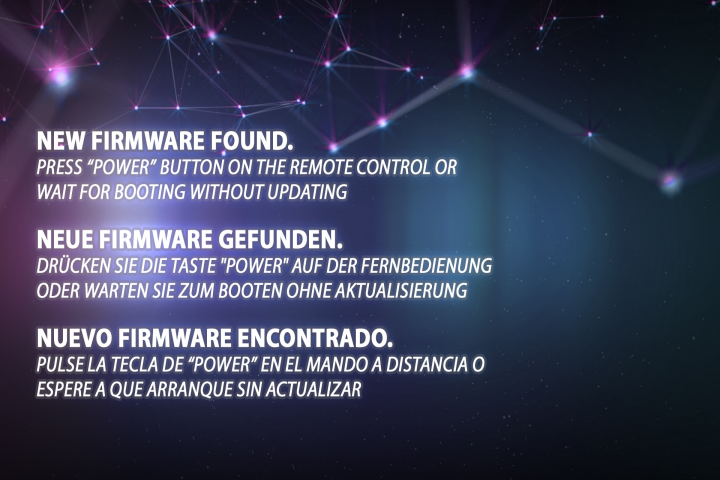 NEW FIRMWARE FOUND.
PRESS “POWER” BUTTON ON THE REMOTE CONTROL OR
WAIT FOR BOOTING WITHOUT UPDATING
NEUE FIRMWARE GEFUNDEN.
DRÜCKEN SIE DIE TASTE "POWER" AUF DER FERNBEDIENUNG
ODER WARTEN SIE ZUM BOOTEN OHNE AKTUALISIERUNG
NUEVO FIRMWARE ENCONTRADO.
PULSE LA TECLA DE “POWER” EN EL MANDO A DISTANCIA O
ESPERE A QUE ARRANQUE SIN ACTUALIZAR